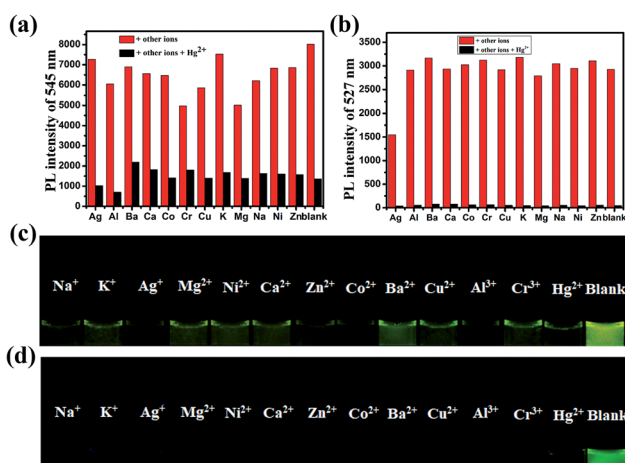 (a)
+ other ions
+ other ions + Hg²⁺
PL intensity of 545 nm
8000
7000
6000
5000
4000
3000
2000
1000
0
Ag Al Ba Ca Co Cr Cu K Mg Na Ni Zn blank
(b)
+ other ions
+ other ions + Hg²⁺
PL intensity of 527 nm
3500
3000
2500
2000
1500
1000
500
0
Ag Al Ba Ca Co Cr Cu K Mg Na Ni Zn blank
(c)
Na⁺ K⁺ Ag⁺ Mg²⁺ Ni²⁺ Ca²⁺ Zn²⁺ Co²⁺ Ba²⁺ Cu²⁺ Al³⁺ Cr³⁺ Hg²⁺ Blank
(d)
Na⁺ K⁺ Ag⁺ Mg²⁺ Ni²⁺ Ca²⁺ Zn²⁺ Co²⁺ Ba²⁺ Cu²⁺ Al³⁺ Cr³⁺ Hg²⁺ Blank